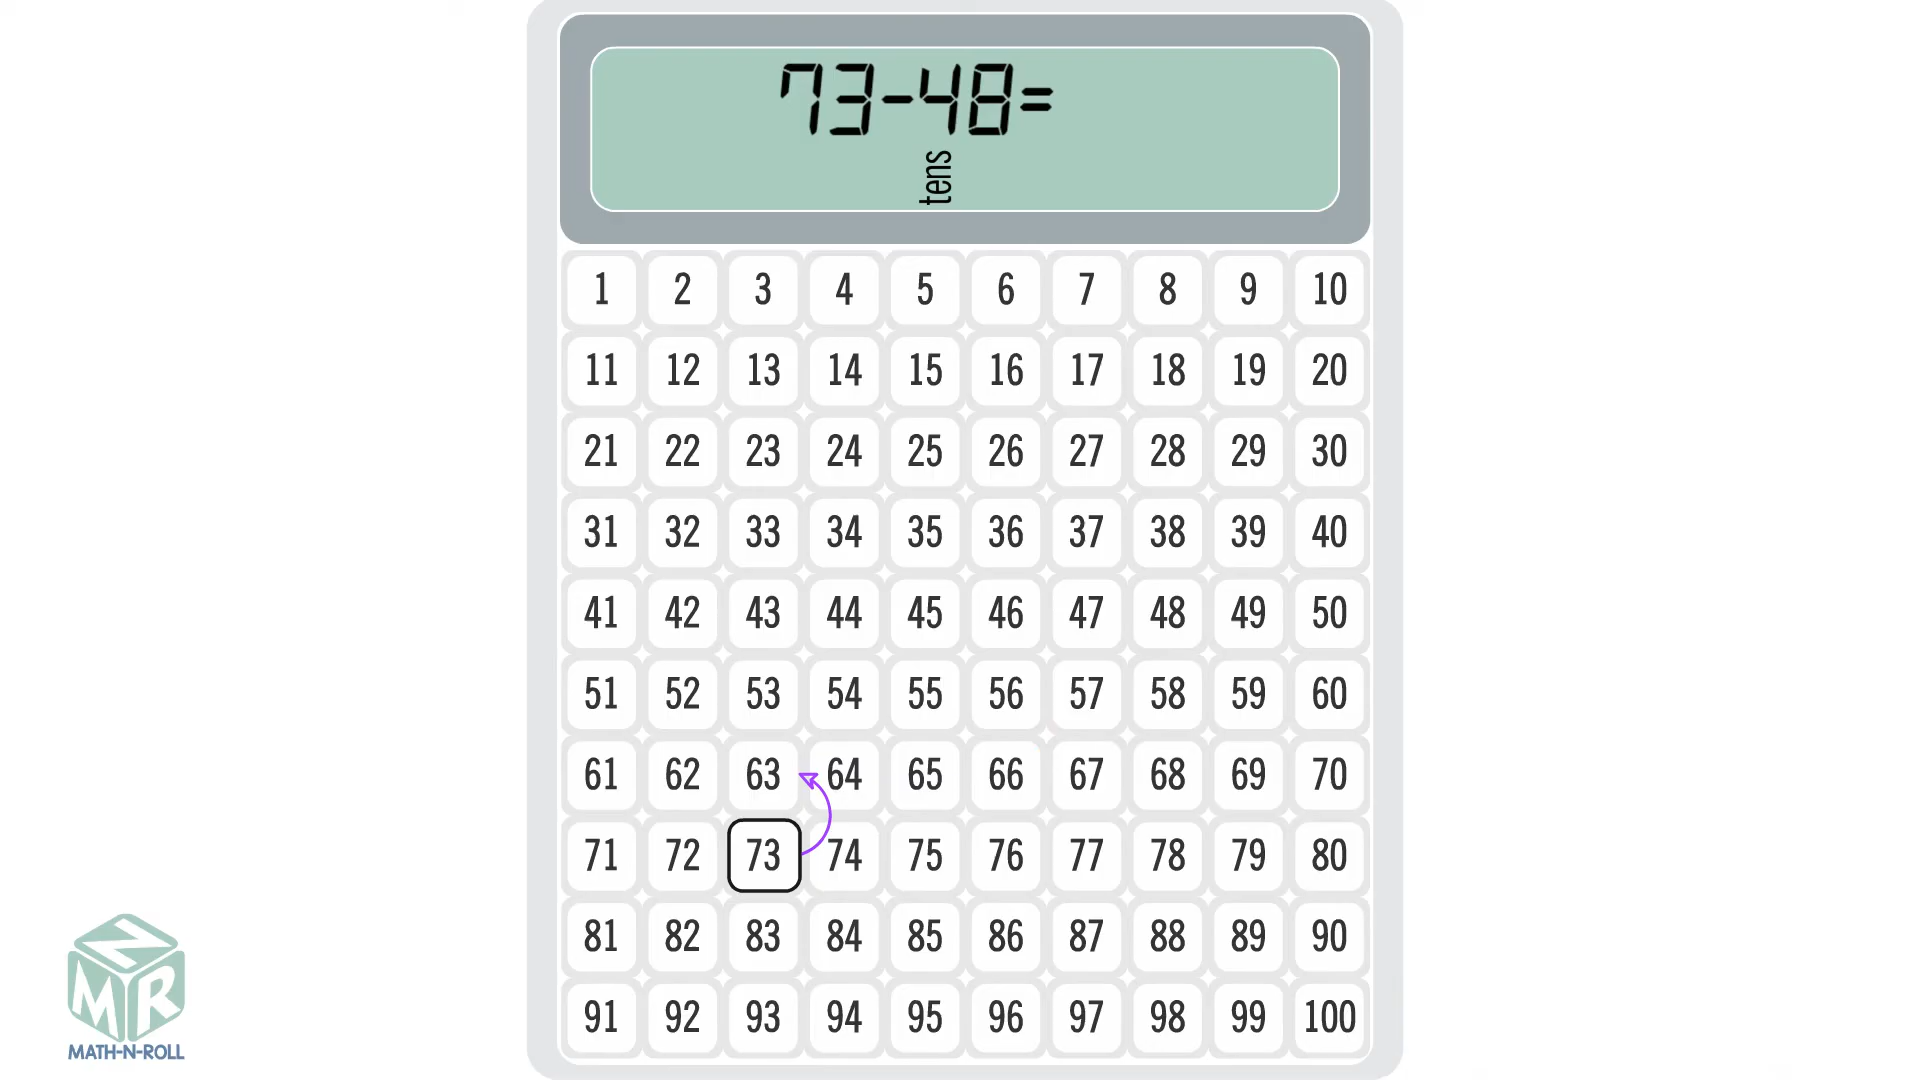 73-48=
tens
1 2 3 4 5 6 7 8 9 10
11 12 13 14 15 16 17 18 19 20
21 22 23 24 25 26 27 28 29 30
31 32 33 34 35 36 37 38 39 40
41 42 43 44 45 46 47 48 49 50
51 52 53 54 55 56 57 58 59 60
61 62 63 64 65 66 67 68 69 70
71 72 73 74 75 76 77 78 79 80
81 82 83 84 85 86 87 88 89 90
91 92 93 94 95 96 97 98 99 100
N
M R
MATH-N-ROLL